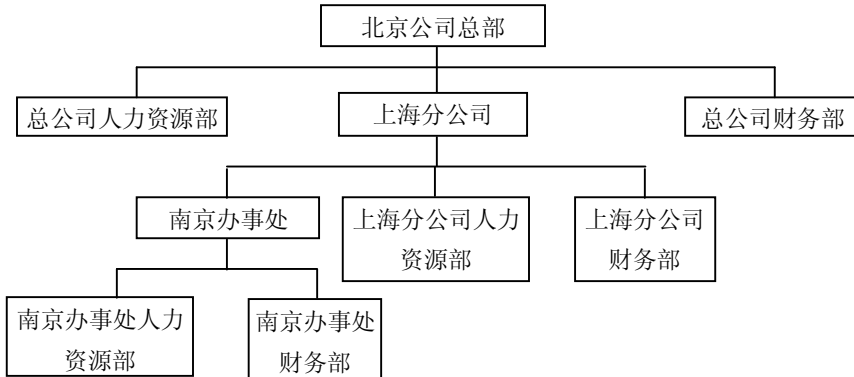 北京公司总部
总公司人力资源部
上海分公司
总公司财务部
南京办事处
上海分公司人力
资源部
上海分公司
财务部
南京办事处人力
资源部
南京办事处
财务部